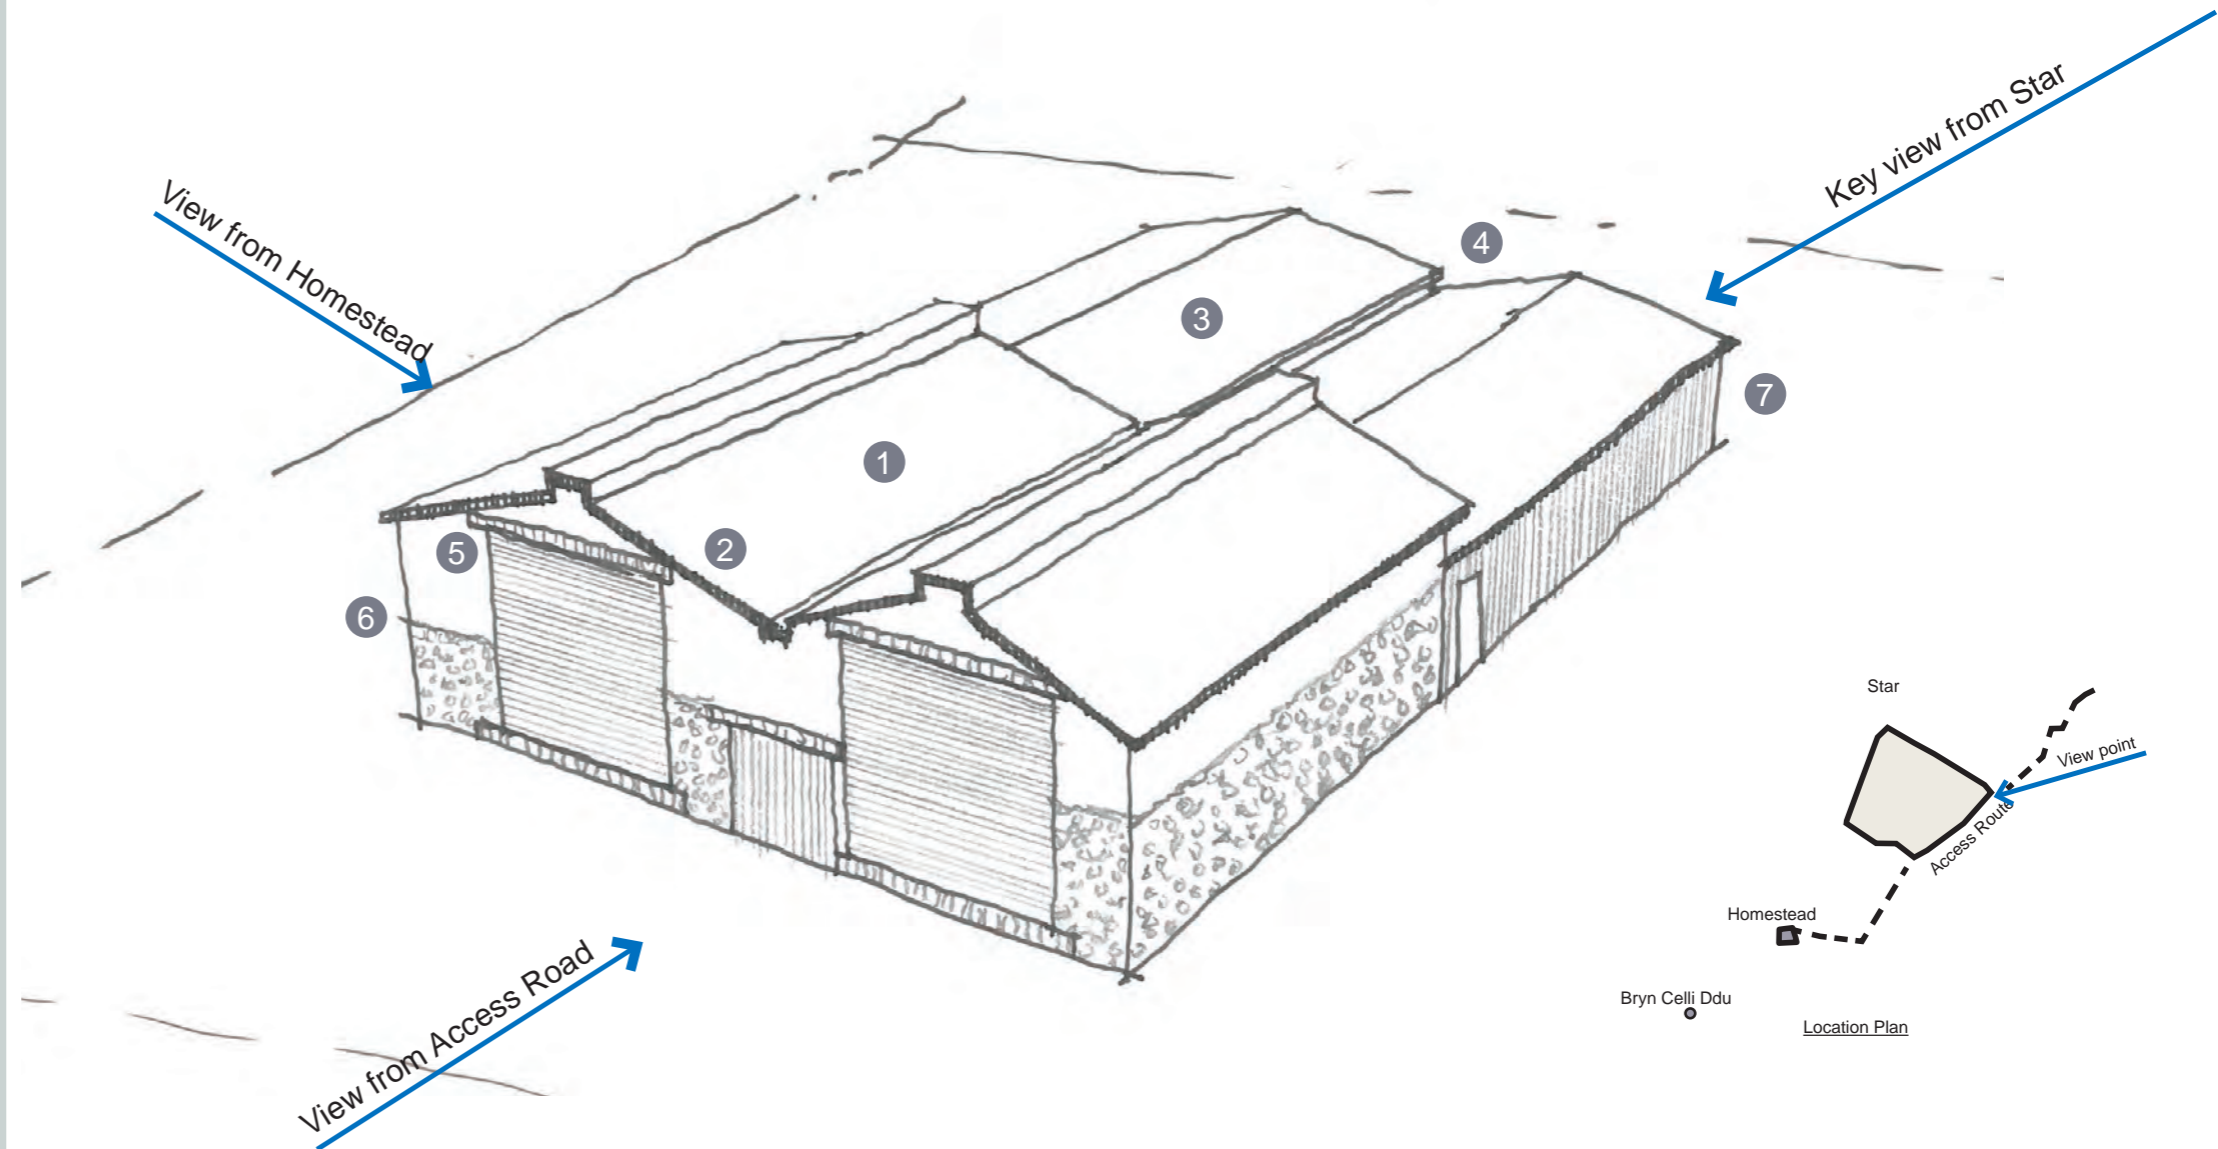 Key view from Star
View from Homestead
4
3
7
1
2
5
6
Star
View point
Access Route
Homestead
View from Access Road
Bryn Celli Ddu
Location Plan